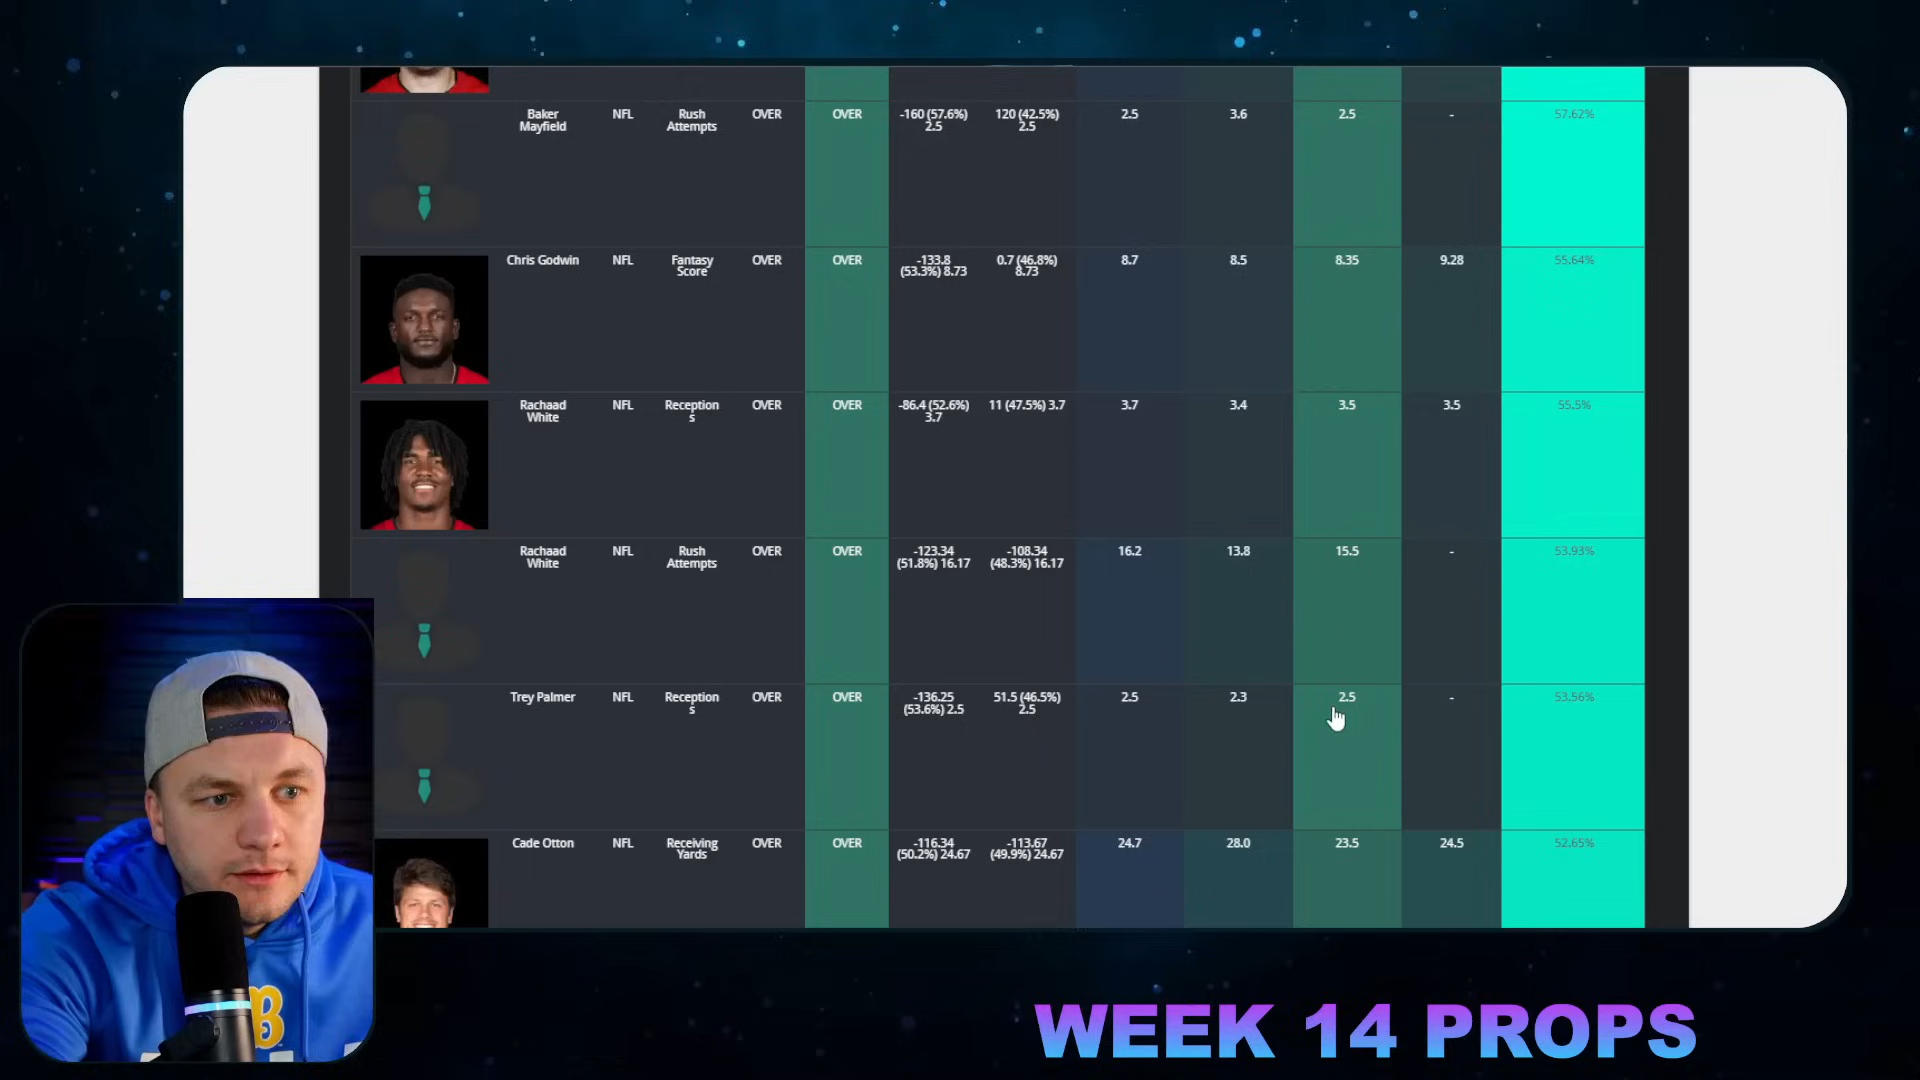 Baker Mayfield NFL Rush Attempts OVER OVER -160 (57.6%) 2.5 120 (42.5%) 2.5 2.5 3.6 2.5 - 57.62%
Chris Godwin NFL Fantasy Score OVER OVER -133.8 (53.3%) 8.73 0.7 (46.8%) 8.73 8.7 8.5 8.35 9.28 55.64%
Rachaad White NFL Receptions OVER OVER -86.4 (52.6%) 3.7 11 (47.5%) 3.7 3.7 3.4 3.5 3.5 55.5%
Rachaad White NFL Rush Attempts OVER OVER -123.34 (51.8%) 16.17 -108.34 (48.3%) 16.17 16.2 13.8 15.5 - 53.93%
Trey Palmer NFL Receptions OVER OVER -136.25 (53.6%) 2.5 51.5 (46.5%) 2.5 2.5 2.3 2.5 - 53.56%
Cade Otton NFL Receiving Yards OVER OVER -116.34 (50.2%) 24.67 -113.67 (49.9%) 24.67 24.7 28.0 23.5 24.5 52.65%
WEEK 14 PROPS